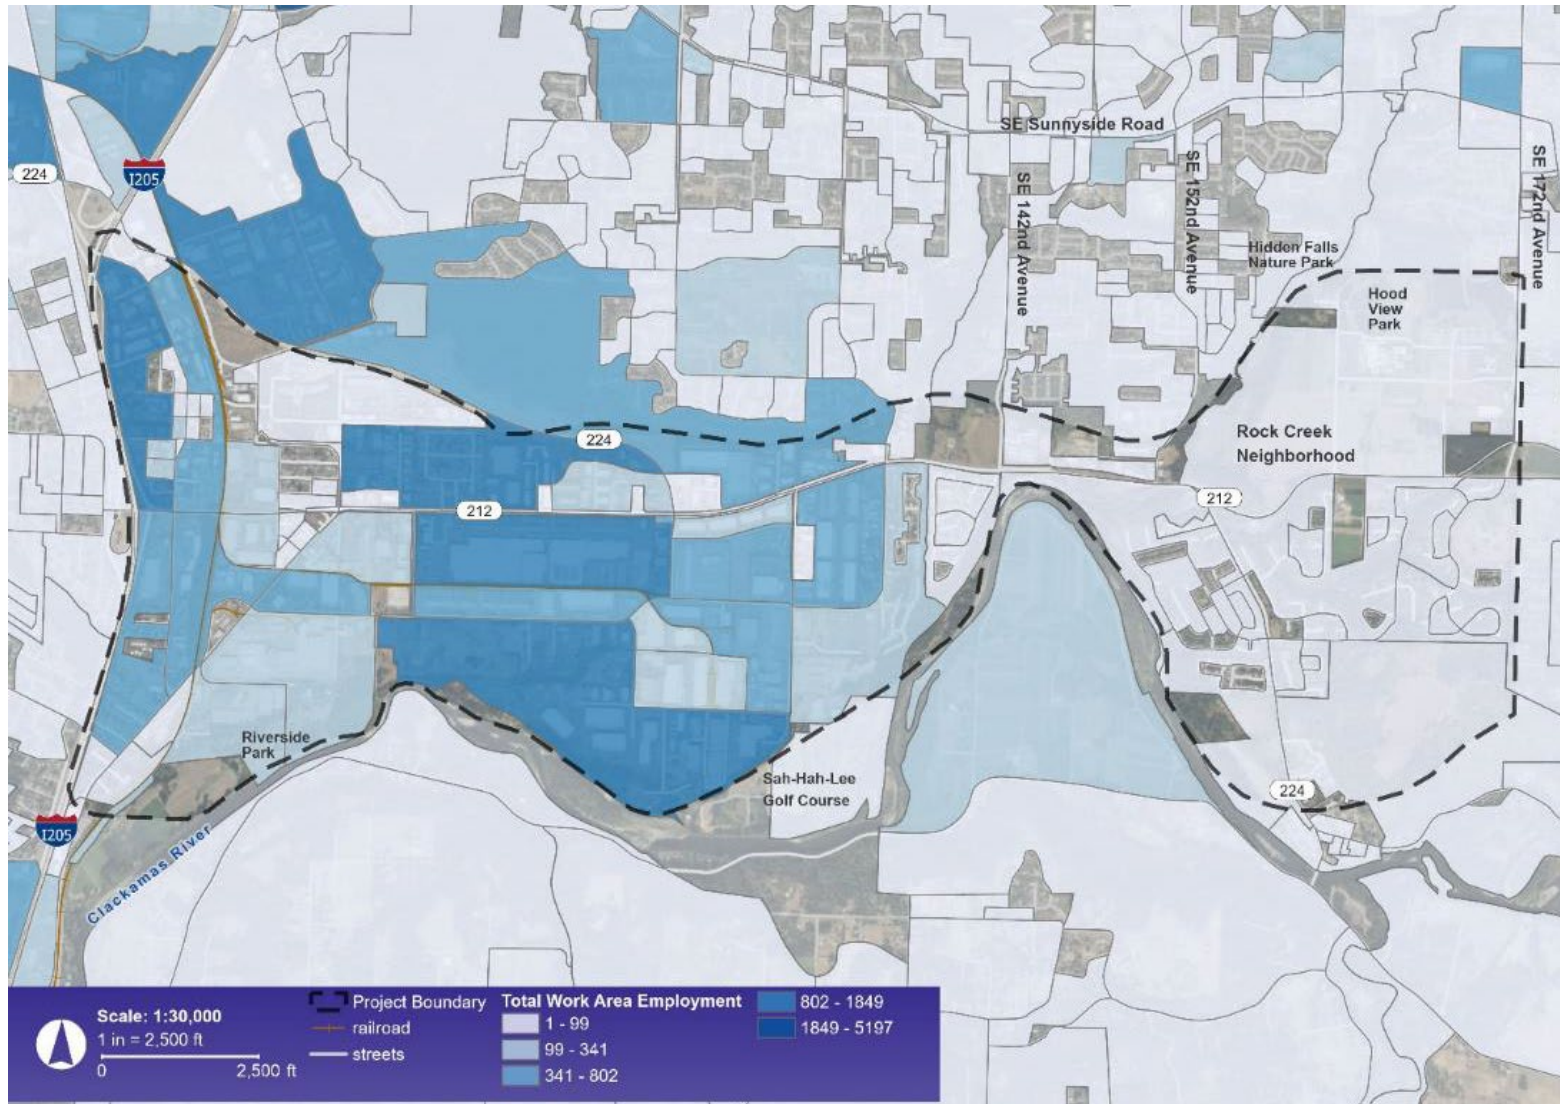 SE Sunnyside Road
224
I205
SE 142nd Avenue
SE 152nd Avenue
SE 172nd Avenue
Hidden Falls
Nature Park
Hood
View
Park
Rock Creek
Neighborhood
224
212
212
Riverside
Park
Sah-Hah-Lee
Golf Course
224
I205
Clackamas River
Scale: 1:30,000
1 in = 2,500 ft
0 2,500 ft
Project Boundary
railroad
streets
Total Work Area Employment
1 - 99
99 - 341
341 - 802
802 - 1849
1849 - 5197